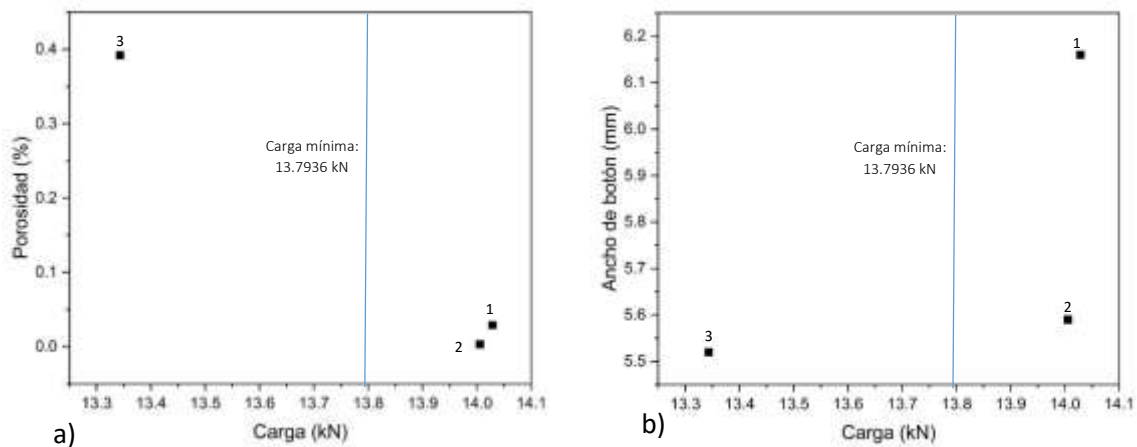 0.4
0.3
0.2
0.1
0.0
Porosidad (%)
3
Carga mínima:
13.7936 kN
1
2
13.3 13.4 13.5 13.6 13.7 13.8 13.9 14.0 14.1
Carga (kN)
a)
6.2
6.1
6.0
5.9
5.8
5.7
5.6
5.5
Ancho de botón (mm)
1
Carga mínima:
13.7936 kN
2
3
13.3 13.4 13.5 13.6 13.7 13.8 13.9 14.0 14.1
Carga (kN)
b)